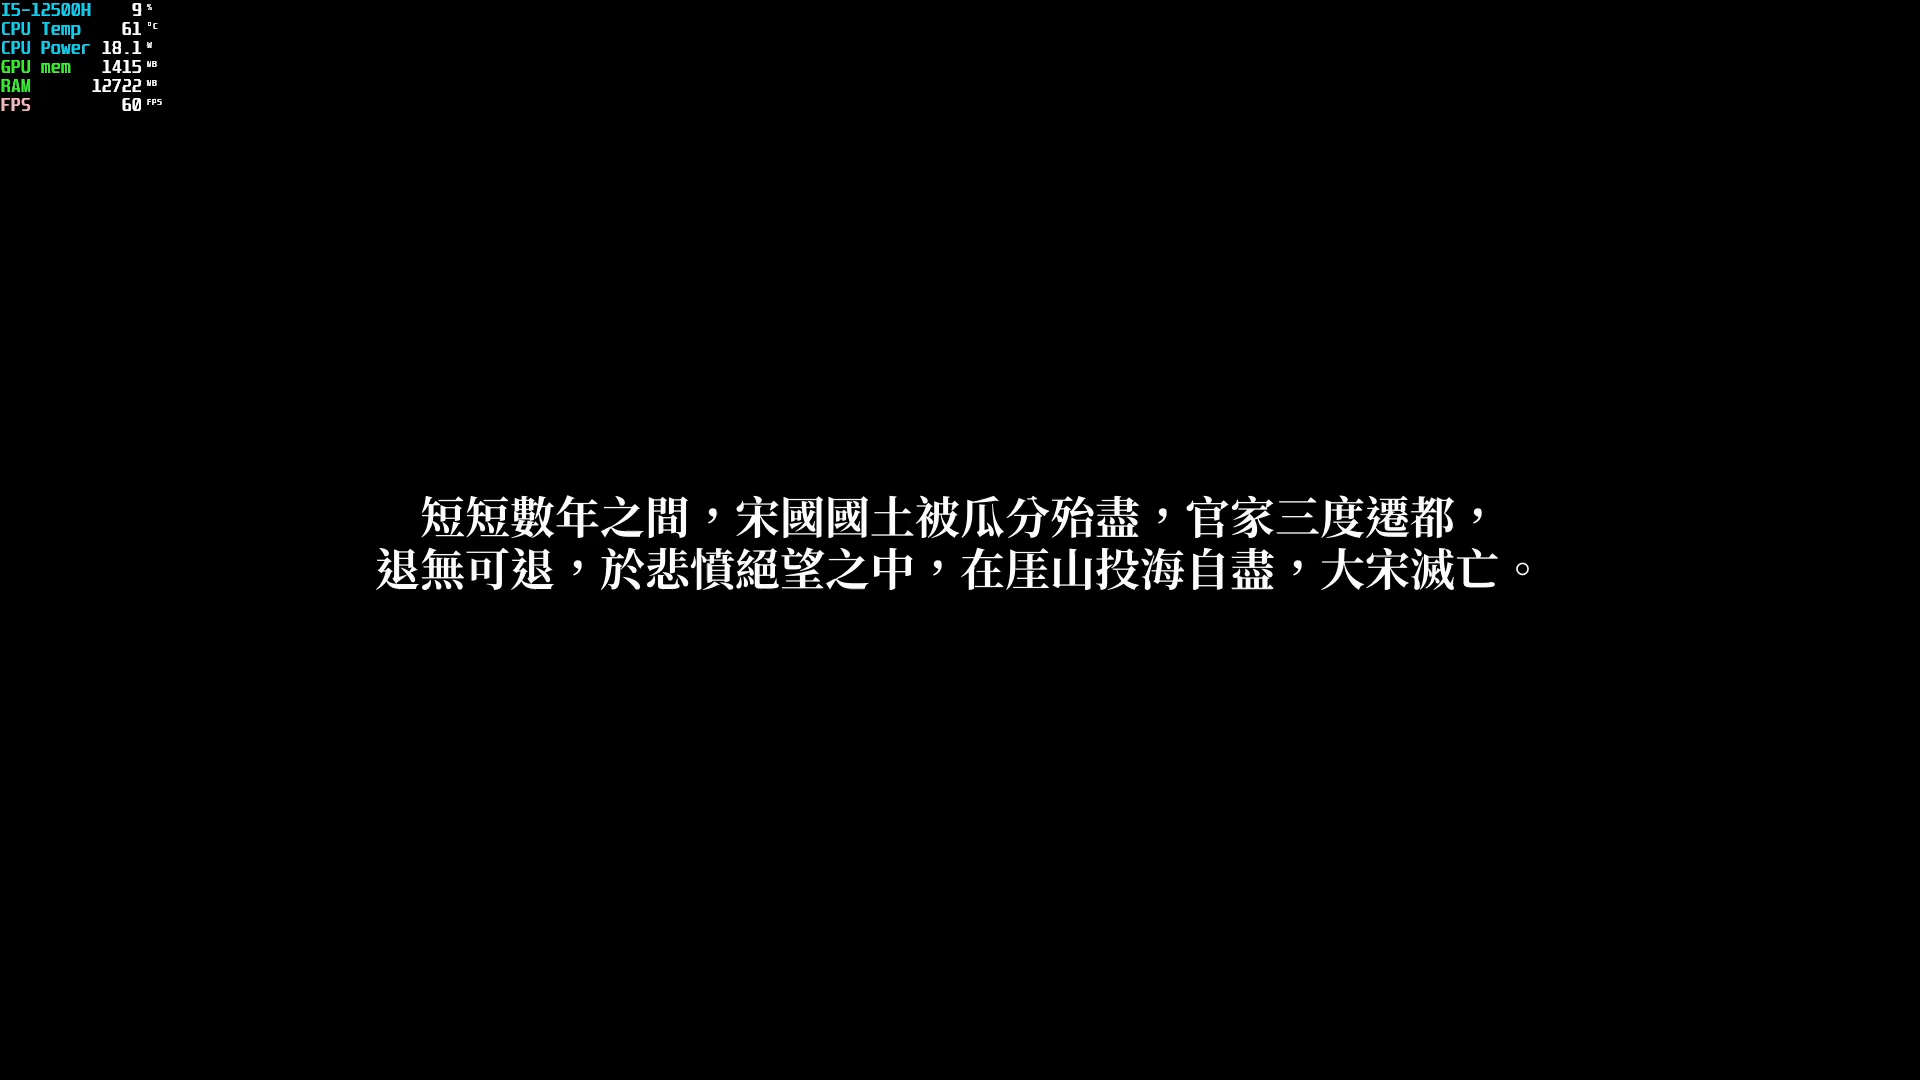 I5-12500H 9 %
CPU Temp 61 °C
CPU Power 18.1 W
GPU mem 1415 MB
RAM 12722 MB
FPS 60 FPS
短短數年之間，宋國國土被瓜分殆盡，官家三度遷都，
退無可退，於悲憤絕望之中，在厓山投海自盡，大宋滅亡。